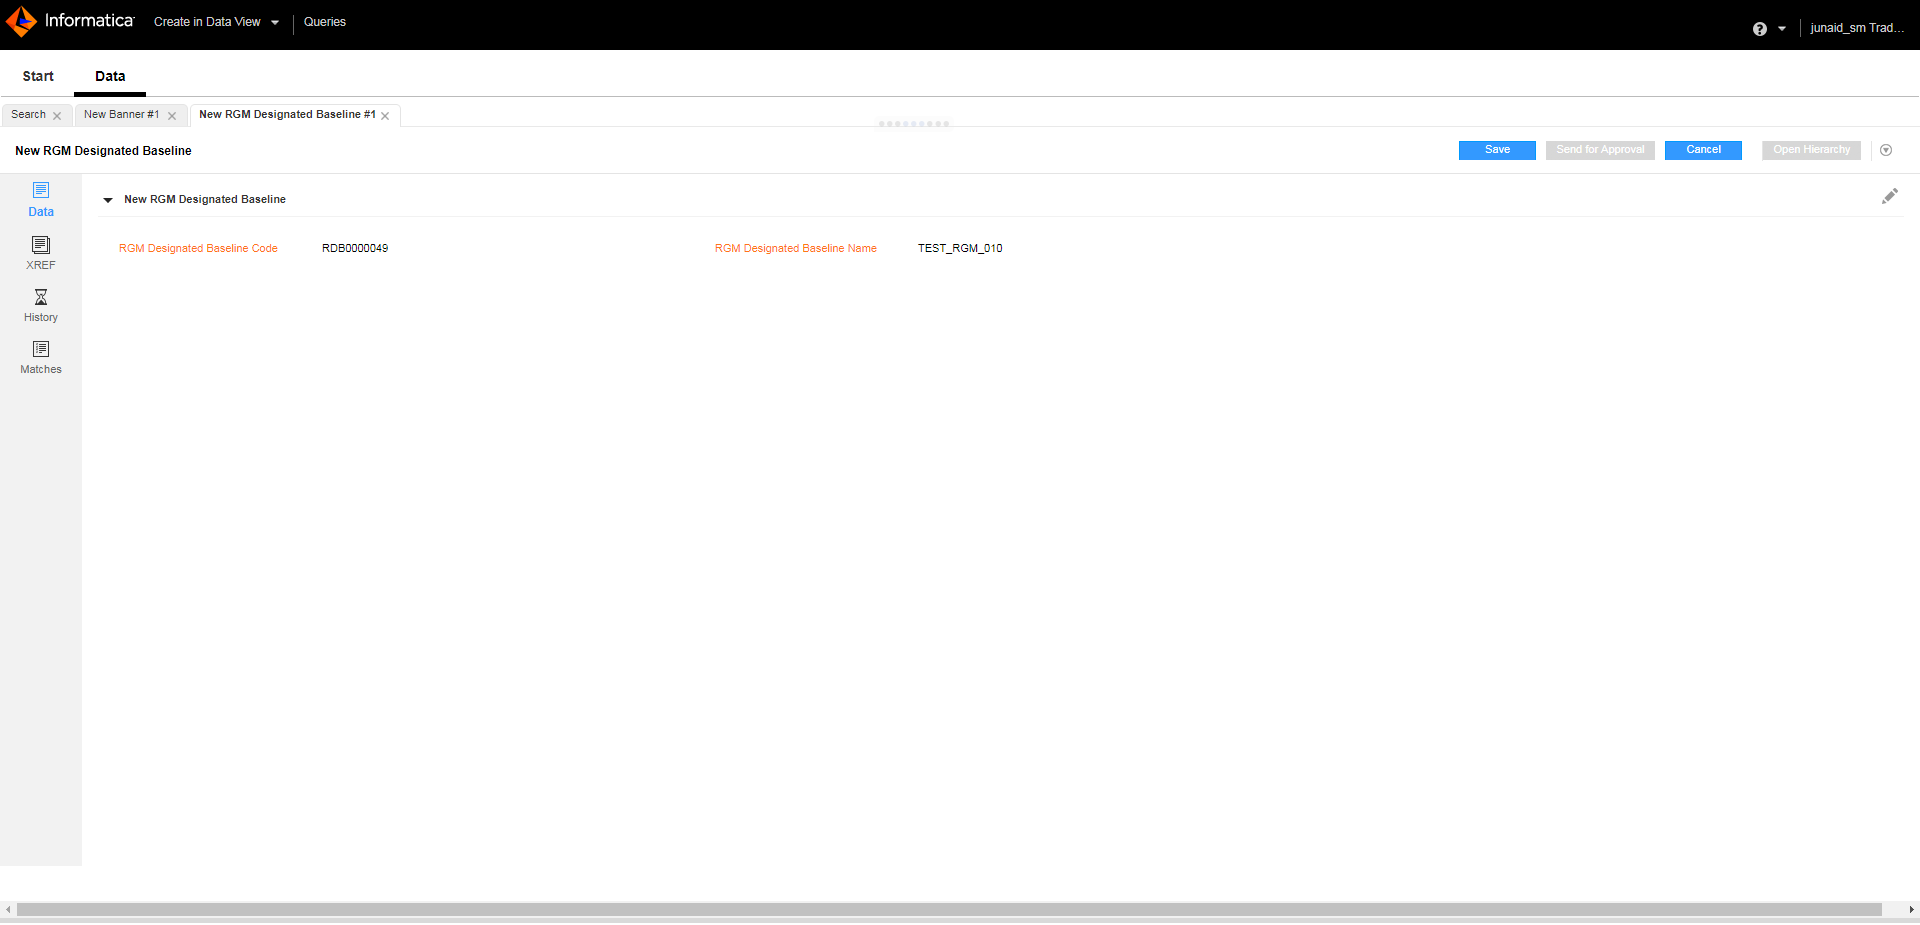 Informatica Create in Data View Queries ? junaid_sm Trad...
Start Data
Search New Banner #1 New RGM Designated Baseline #1
New RGM Designated Baseline Save Send for Approval Cancel Open Hierarchy
New RGM Designated Baseline
Data
RGM Designated Baseline Code RDB0000049 RGM Designated Baseline Name TEST_RGM_010
XREF
History
Matches